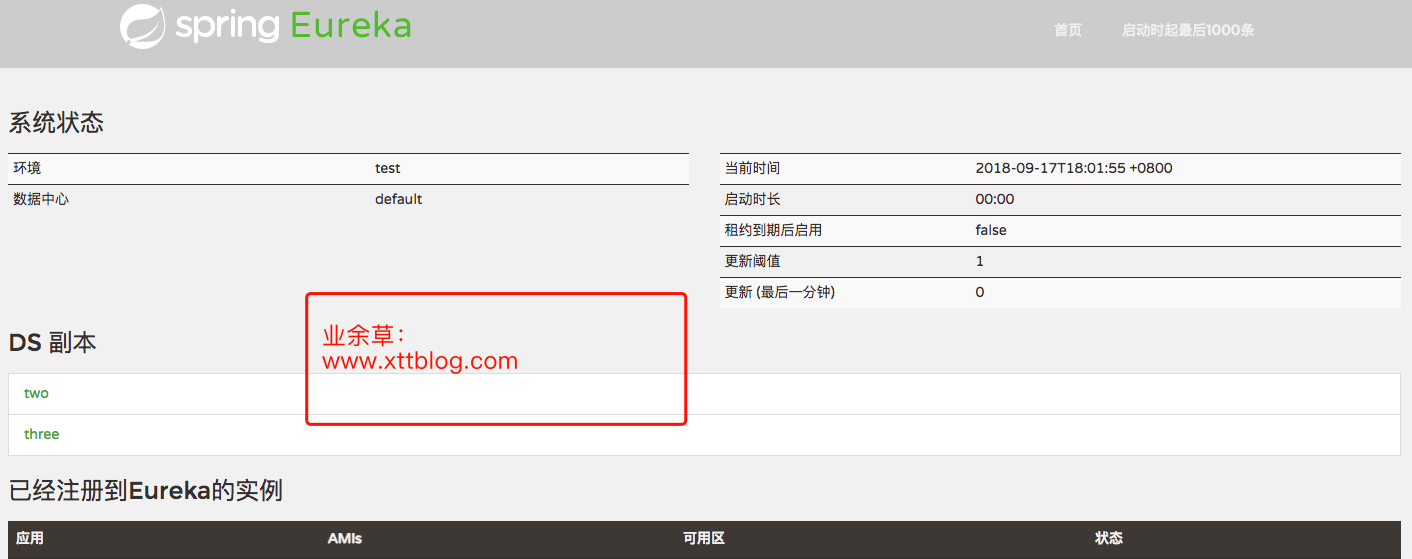 spring Eureka
首页 启动时起最后1000条
系统状态
环境 test
数据中心 default
当前时间 2018-09-17T18:01:55 +0800
启动时长 00:00
租约到期后启用 false
更新阈值 1
更新 (最后一分钟) 0
DS 副本
业余草：
www.xttblog.com
two
three
已经注册到Eureka的实例
应用 AMIs 可用区 状态